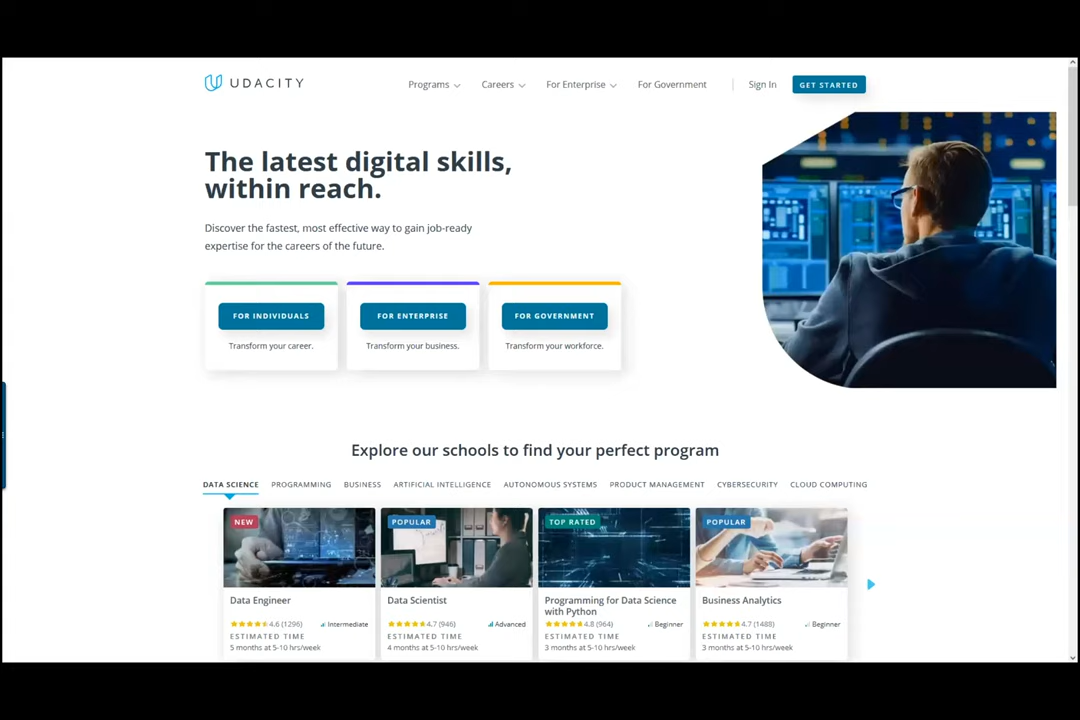 UDACITY
Programs
Careers
For Enterprise
For Government
Sign In
GET STARTED
The latest digital skills,
within reach.
Discover the fastest, most effective way to gain job-ready
expertise for the careers of the future.
FOR INDIVIDUALS
Transform your career.
FOR ENTERPRISE
Transform your business.
FOR GOVERNMENT
Transform your workforce.
Explore our schools to find your perfect program
DATA SCIENCE
PROGRAMMING
BUSINESS
ARTIFICIAL INTELLIGENCE
AUTONOMOUS SYSTEMS
PRODUCT MANAGEMENT
CYBERSECURITY
CLOUD COMPUTING
NEW
Data Engineer
4.6 (1296)
Intermediate
ESTIMATED TIME
5 months at 5-10 hrs/week
POPULAR
Data Scientist
4.7 (946)
Advanced
ESTIMATED TIME
4 months at 5-10 hrs/week
TOP RATED
Programming for Data Science
with Python
4.8 (964)
Beginner
ESTIMATED TIME
3 months at 5-10 hrs/week
POPULAR
Business Analytics
4.7 (1488)
Beginner
ESTIMATED TIME
3 months at 5-10 hrs/week